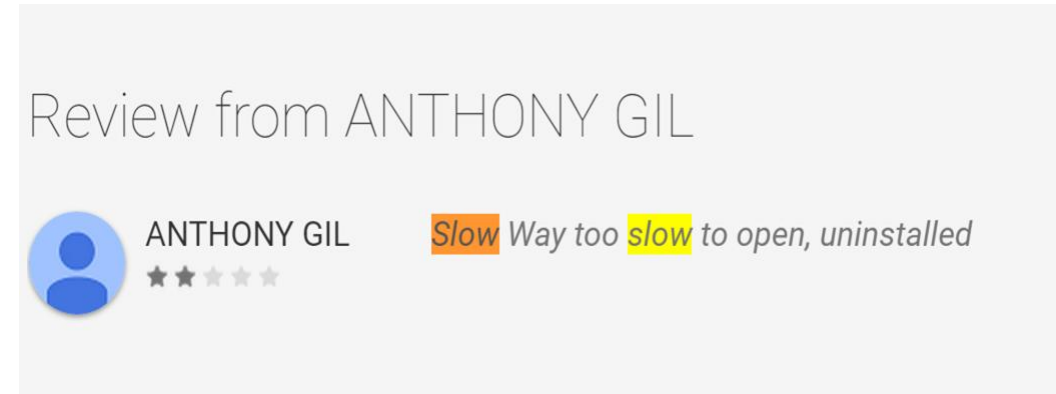 Review from ANTHONY GIL
ANTHONY GIL
Slow Way too slow to open, uninstalled